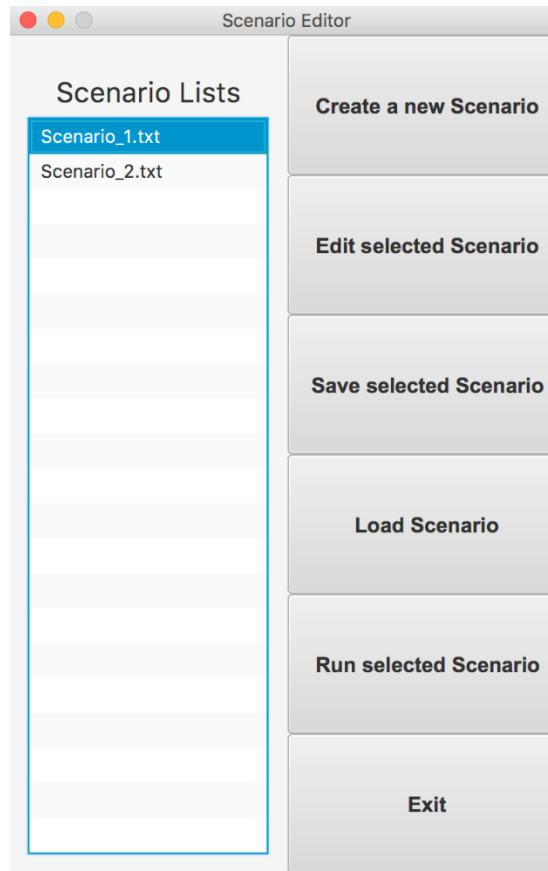 Scenario Editor
Scenario Lists
Scenario_1.txt
Scenario_2.txt
Create a new Scenario
Edit selected Scenario
Save selected Scenario
Load Scenario
Run selected Scenario
Exit